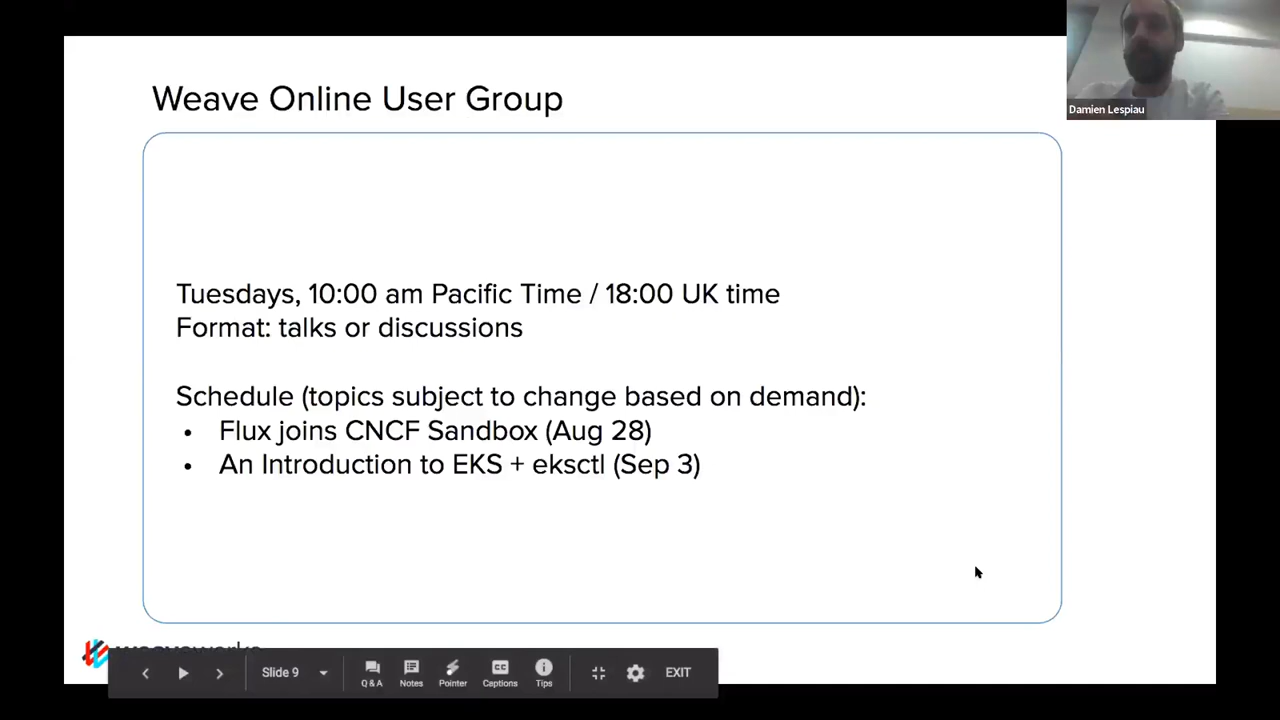 Weave Online User Group
Damien Lespiau
Tuesdays, 10:00 am Pacific Time / 18:00 UK time
Format: talks or discussions
Schedule (topics subject to change based on demand):
• Flux joins CNCF Sandbox (Aug 28)
• An Introduction to EKS + eksctl (Sep 3)
Slide 9
Q & A
Notes
Pointer
CC
Captions
Tips
EXIT